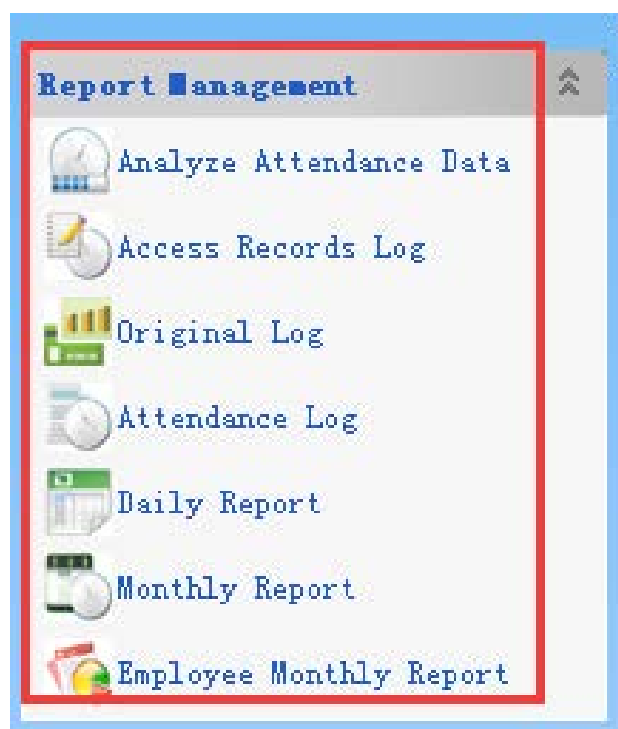 Report Management
Analyze Attendance Data
Access Records Log
Original Log
Attendance Log
Daily Report
Monthly Report
Employee Monthly Report